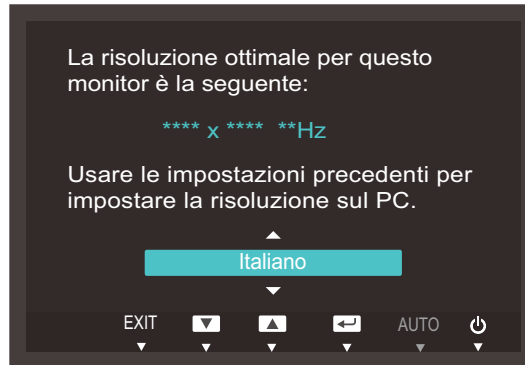 La risoluzione ottimale per questo
monitor è la seguente:
**** x **** **Hz
Usare le impostazioni precedenti per
impostare la risoluzione sul PC.
Italiano
EXIT AUTO